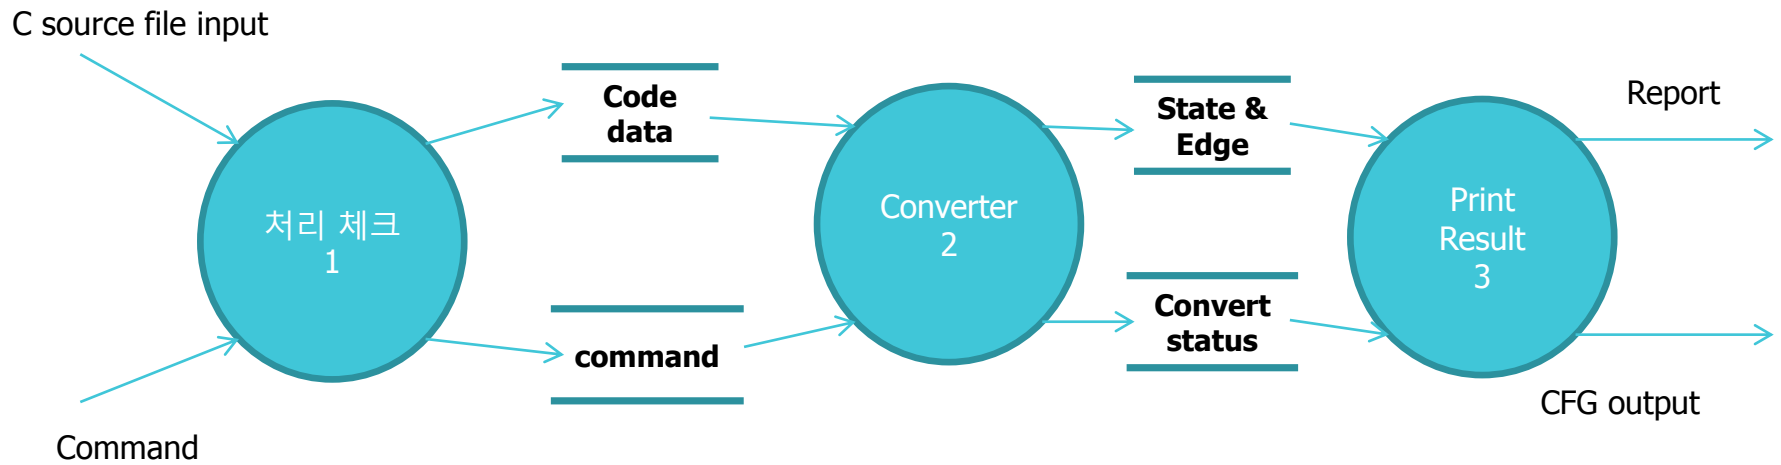 C source file input
Command
처리 체크
1
Code
data
command
Converter
2
State &
Edge
Convert
status
Print
Result
3
Report
CFG output